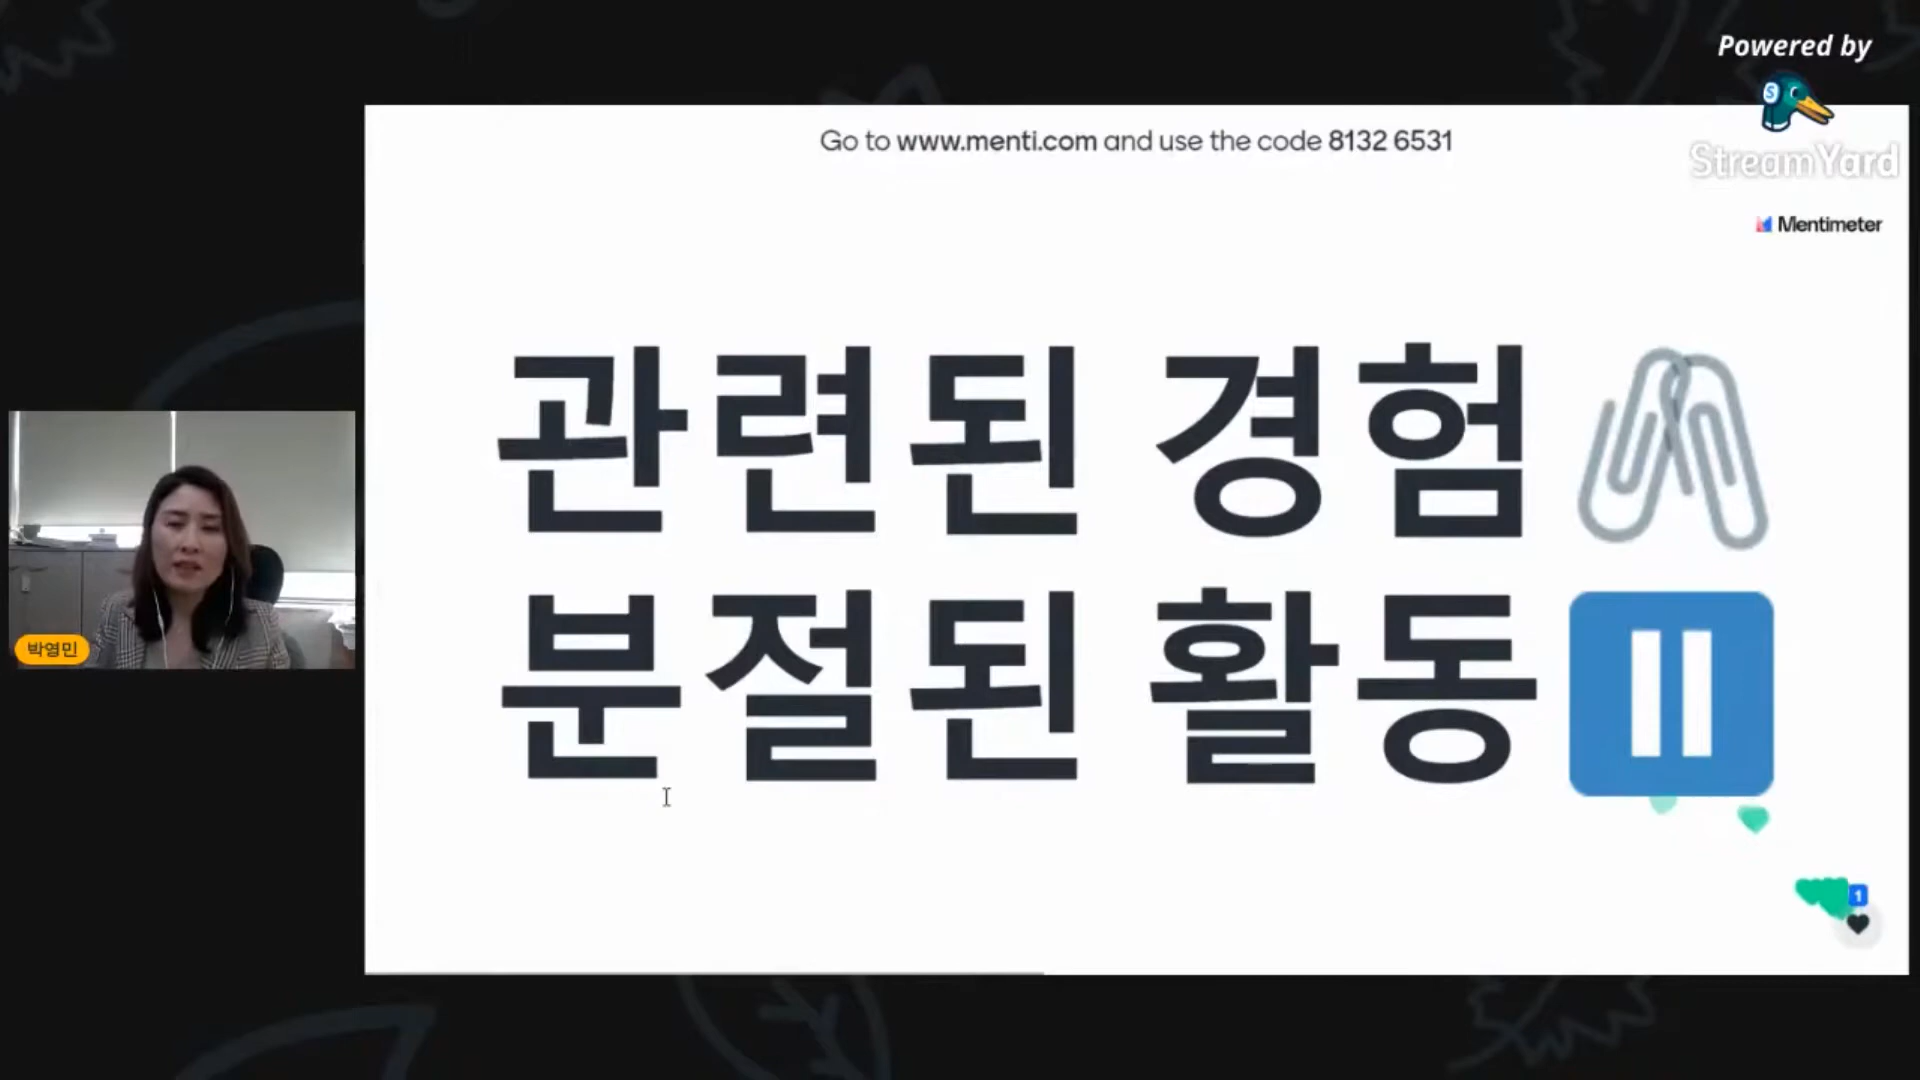 Powered by
StreamYard
Go to www.menti.com and use the code 8132 6531
Mentimeter
관련된 경험
분절된 활동
박영민
1